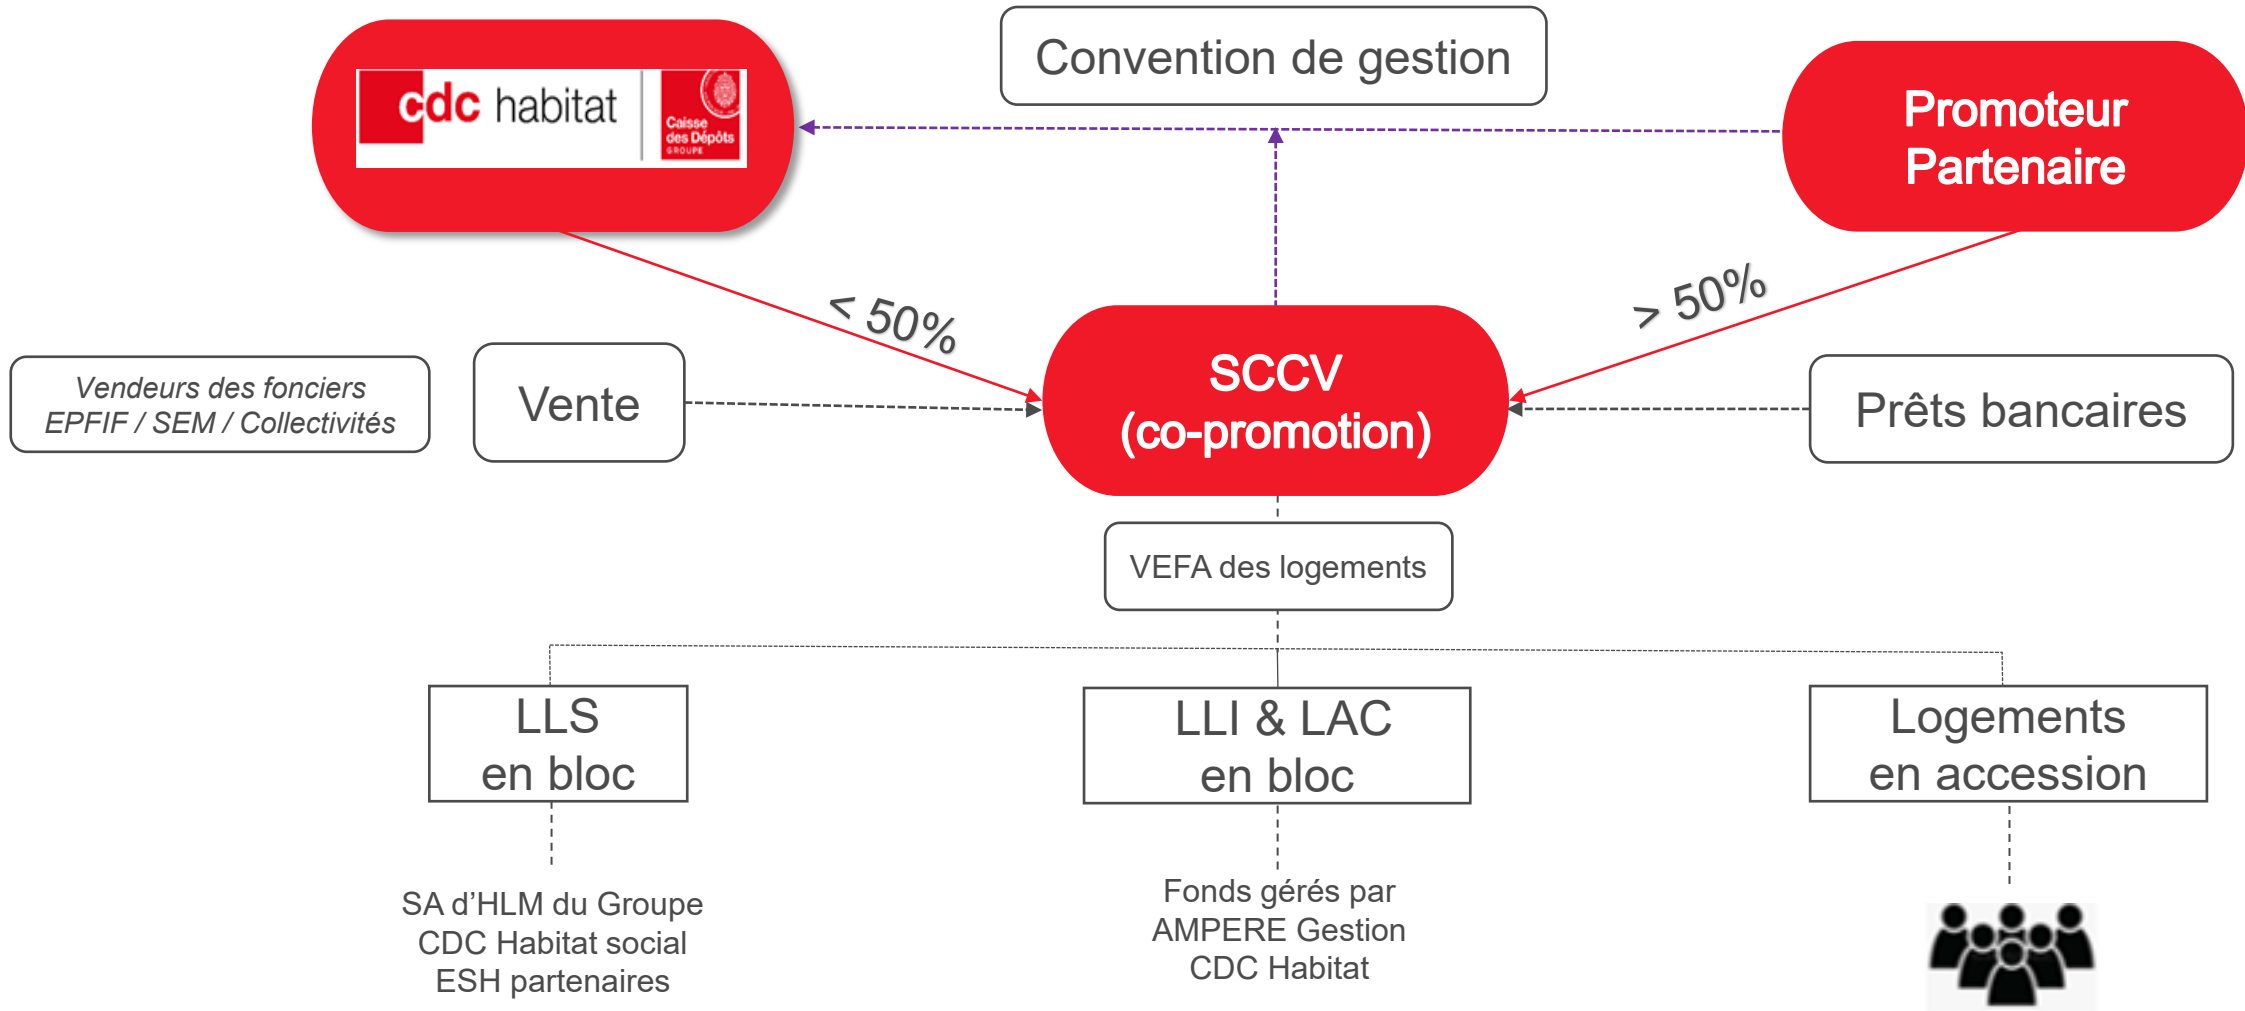 Convention de gestion
cdc habitat
Caisse
des Dépôts
GROUPE
Promoteur
Partenaire
< 50%
> 50%
Vendeurs des fonciers
EPFIF / SEM / Collectivités
Vente
SCCV
(co-promotion)
Prêts bancaires
VEFA des logements
LLS
en bloc
LLI & LAC
en bloc
Logements
en accession
SA d’HLM du Groupe
CDC Habitat social
ESH partenaires
Fonds gérés par
AMPERE Gestion
CDC Habitat